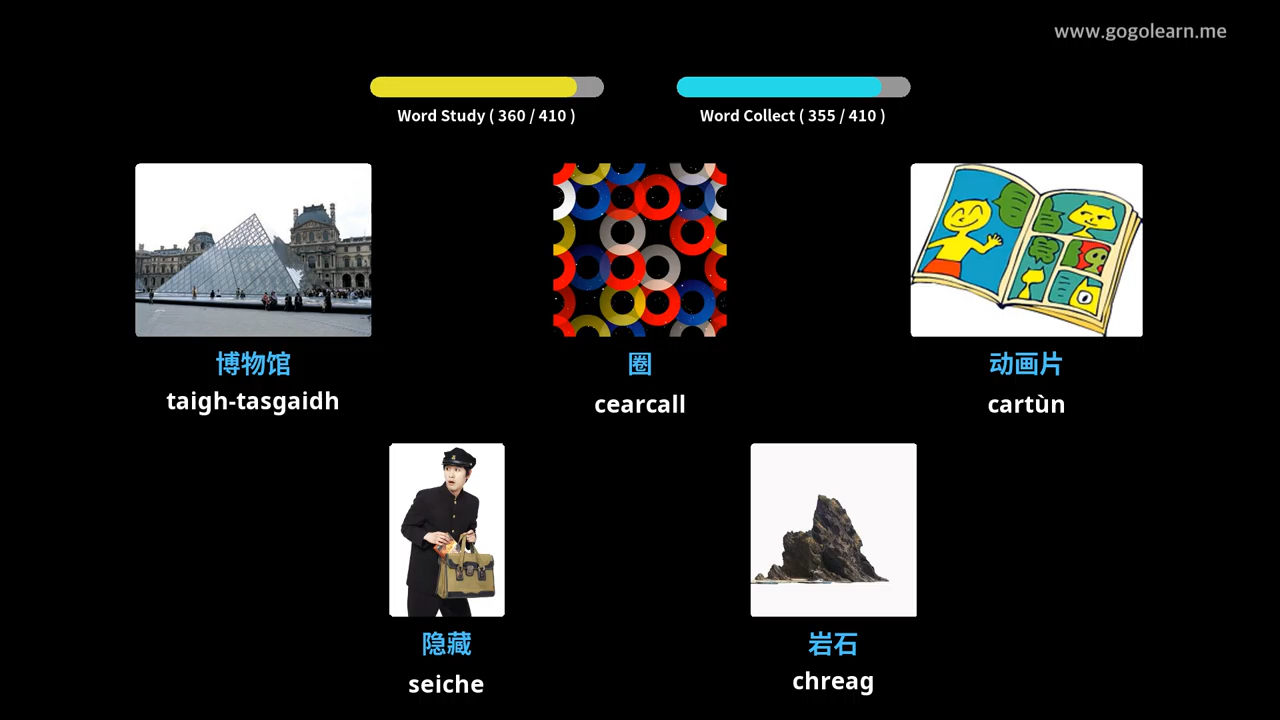 www.gogolearn.me
Word Study ( 360 / 410 )
Word Collect ( 355 / 410 )
博物馆
taigh-tasgaidh
圈
cearcall
动画片
cartùn
隐藏
seiche
岩石
chreag